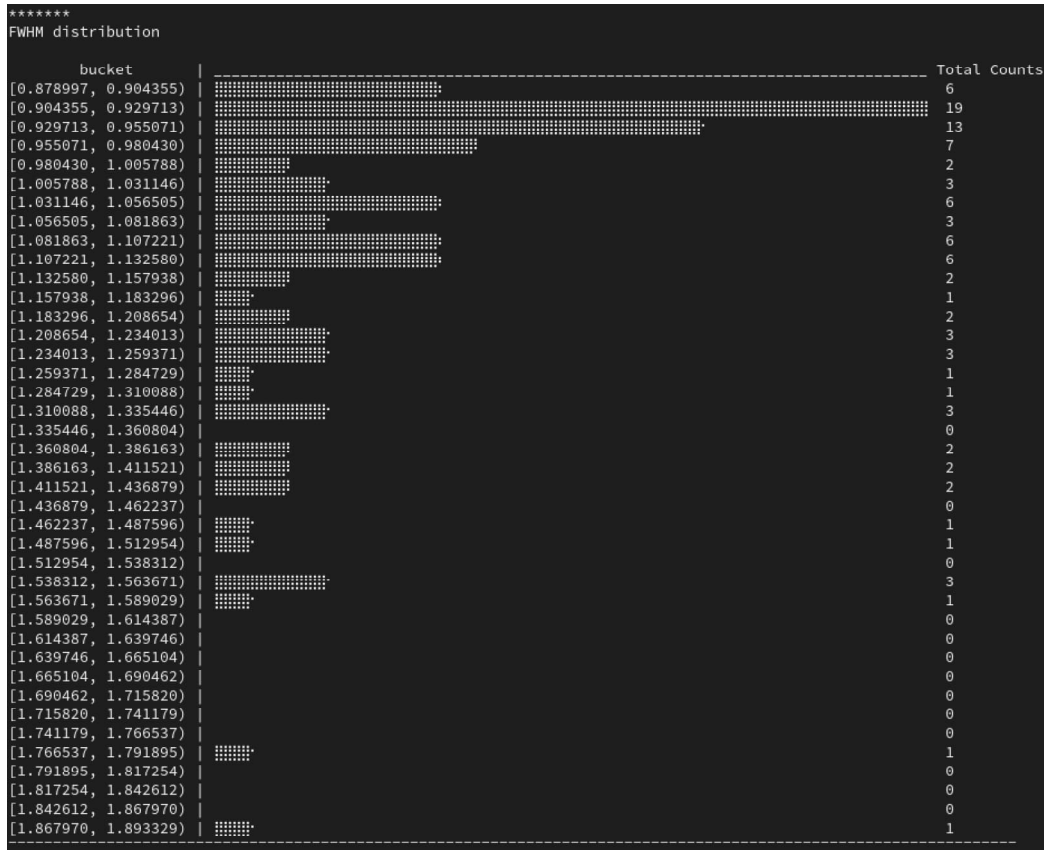 *******
FWHM distribution
bucket | Total Counts
[0.878997, 0.904355) | 6
[0.904355, 0.929713) | 19
[0.929713, 0.955071) | 13
[0.955071, 0.980430) | 7
[0.980430, 1.005788) | 2
[1.005788, 1.031146) | 3
[1.031146, 1.056505) | 6
[1.056505, 1.081863) | 3
[1.081863, 1.107221) | 6
[1.107221, 1.132580) | 6
[1.132580, 1.157938) | 2
[1.157938, 1.183296) | 1
[1.183296, 1.208654) | 2
[1.208654, 1.234013) | 3
[1.234013, 1.259371) | 3
[1.259371, 1.284729) | 1
[1.284729, 1.310088) | 1
[1.310088, 1.335446) | 3
[1.335446, 1.360804) | 0
[1.360804, 1.386163) | 2
[1.386163, 1.411521) | 2
[1.411521, 1.436879) | 2
[1.436879, 1.462237) | 0
[1.462237, 1.487596) | 1
[1.487596, 1.512954) | 1
[1.512954, 1.538312) | 0
[1.538312, 1.563671) | 3
[1.563671, 1.589029) | 1
[1.589029, 1.614387) | 0
[1.614387, 1.639746) | 0
[1.639746, 1.665104) | 0
[1.665104, 1.690462) | 0
[1.690462, 1.715820) | 0
[1.715820, 1.741179) | 0
[1.741179, 1.766537) | 0
[1.766537, 1.791895) | 1
[1.791895, 1.817254) | 0
[1.817254, 1.842612) | 0
[1.842612, 1.867970) | 0
[1.867970, 1.893329) | 1